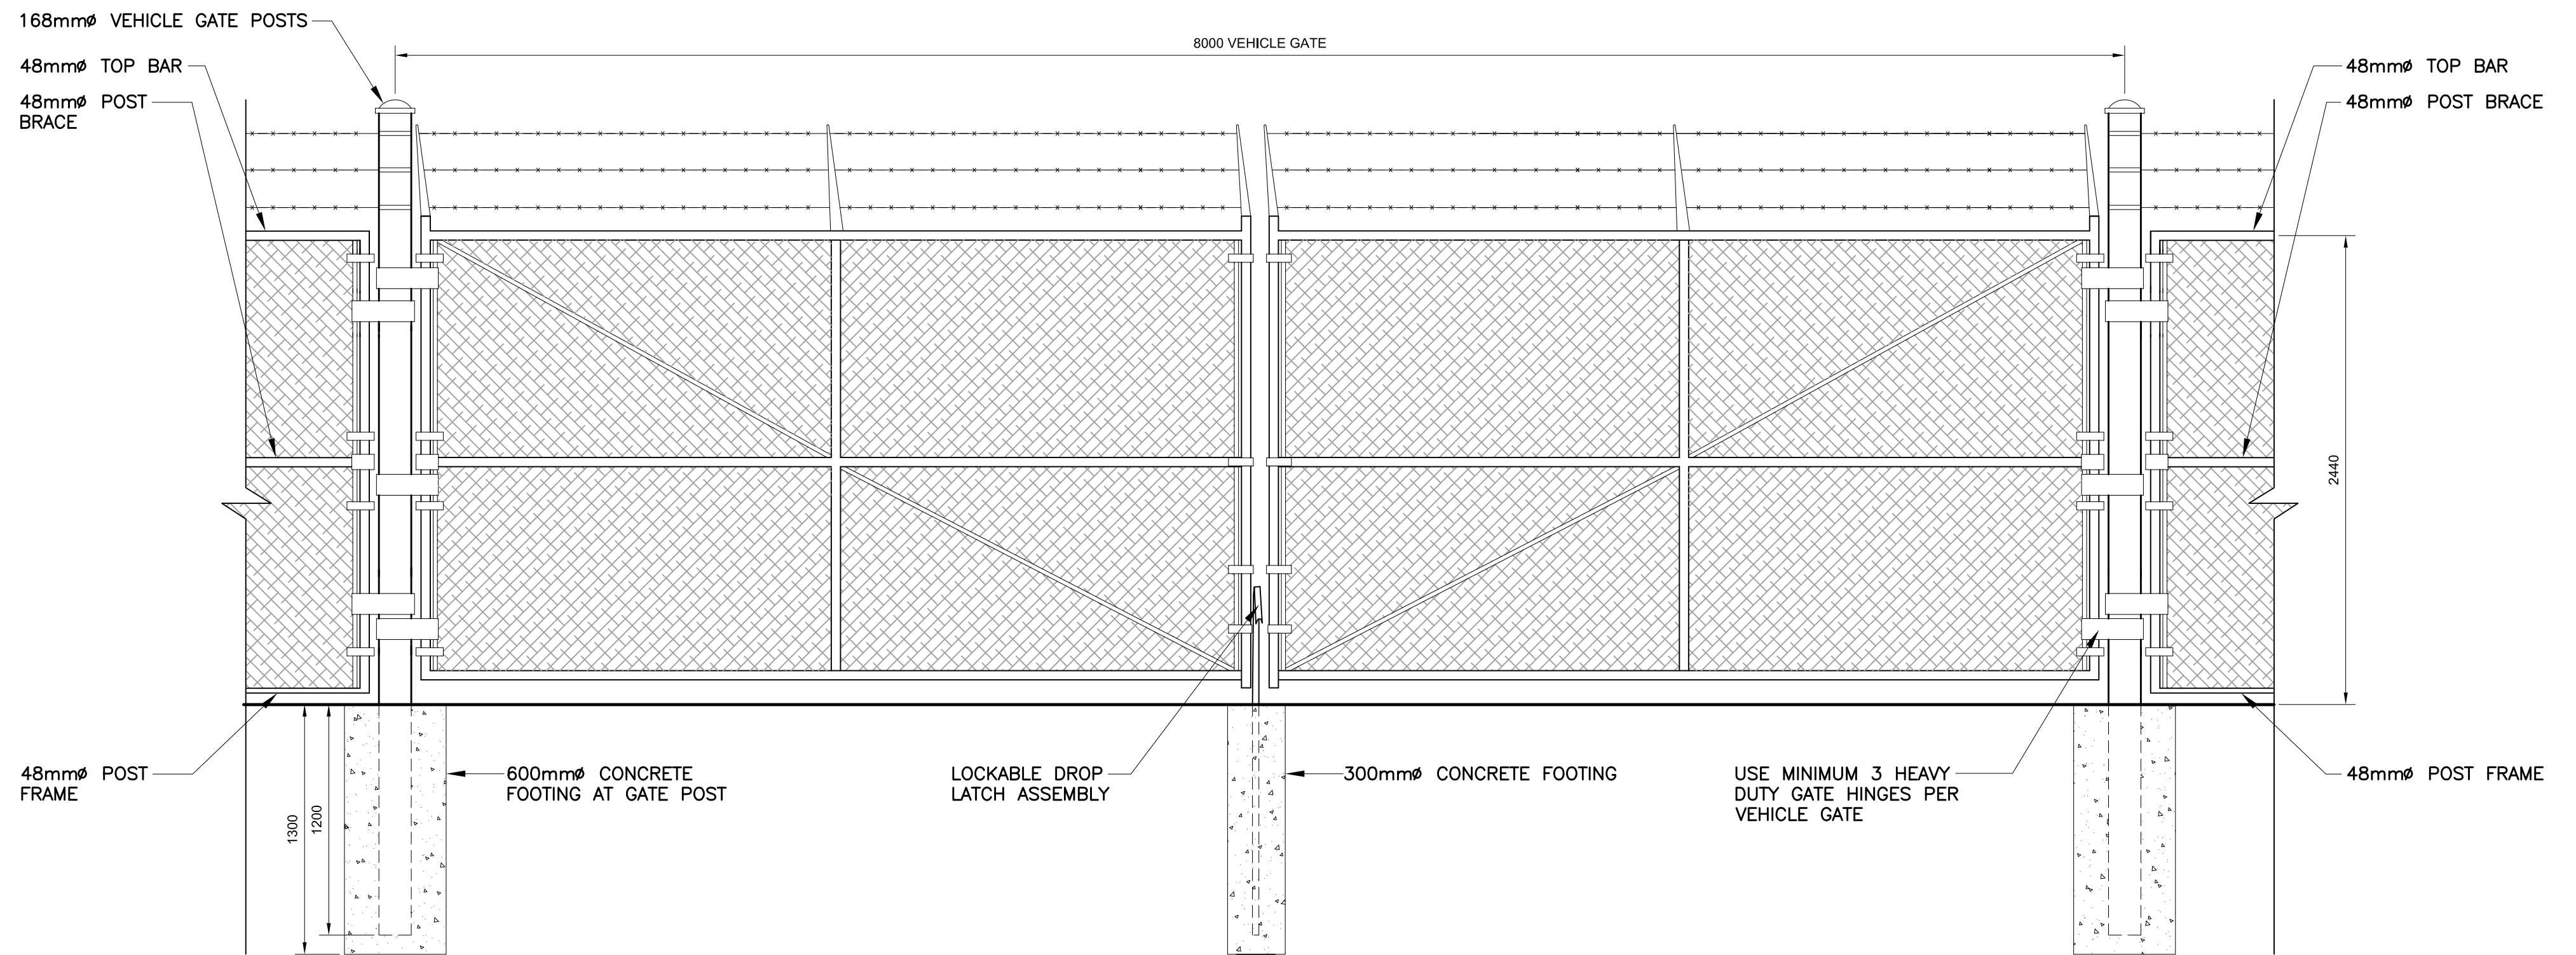 168mmø VEHICLE GATE POSTS
8000 VEHICLE GATE
48mmø TOP BAR
48mmø TOP BAR
48mmø POST
BRACE
48mmø POST BRACE
2440
48mmø POST
FRAME
600mmø CONCRETE
FOOTING AT GATE POST
LOCKABLE DROP
LATCH ASSEMBLY
300mmø CONCRETE FOOTING
USE MINIMUM 3 HEAVY
DUTY GATE HINGES PER
VEHICLE GATE
48mmø POST FRAME
1300
1200